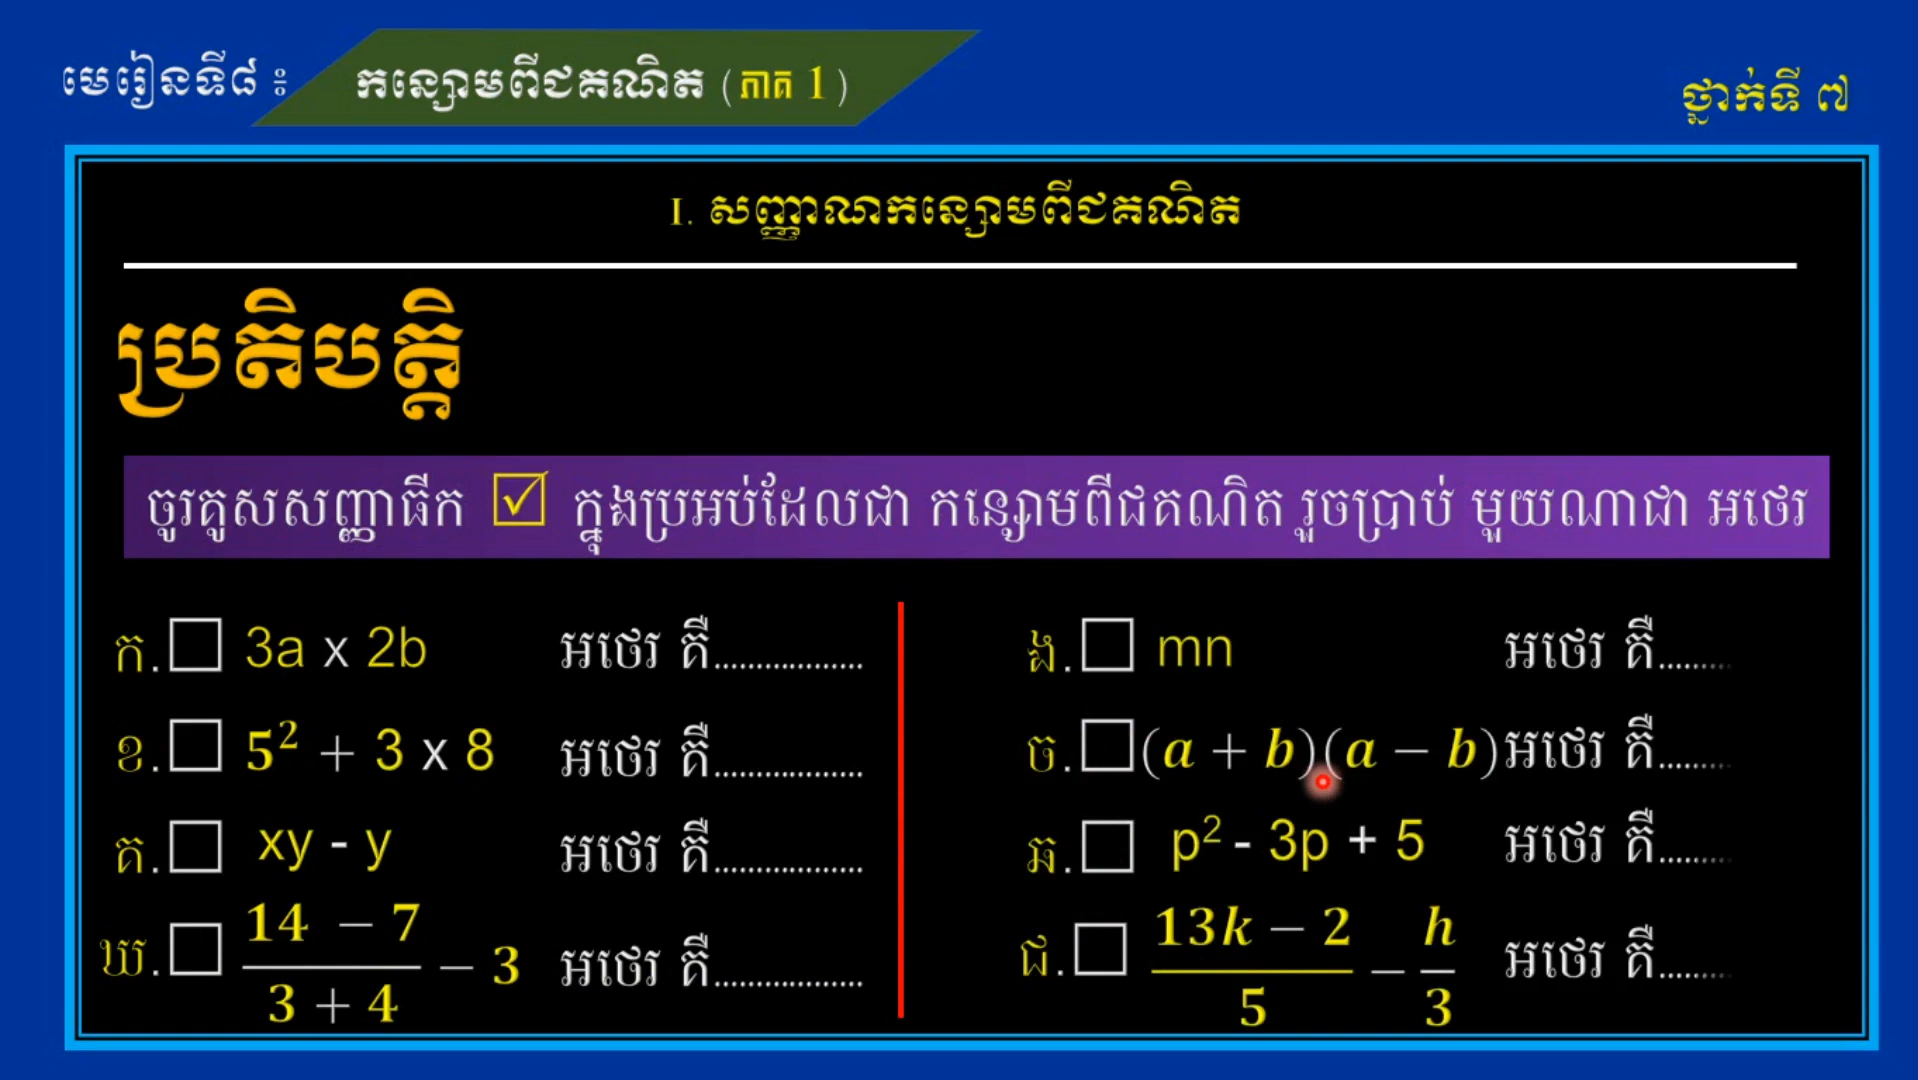 មេរៀនទី៨ ៖ កន្សោមពីជគណិត (ភាគ 1)
ថ្នាក់ទី ៧
I. សញ្ញាណកន្សោមពីជគណិត
ប្រតិបត្តិ
ចូរគូសសញ្ញាធីក ☑ ក្នុងប្រអប់ដែលជា កន្សោមពីជគណិត រួចប្រាប់ មួយណាជា អថេរ
ក.☐ 3a x 2b អថេរ គឺ..................
ខ.☐ 5² + 3 x 8 អថេរ គឺ..................
គ.☐ xy - y អថេរ គឺ..................
ឃ.☐ (14 − 7)/(3 + 4) − 3 អថេរ គឺ..................
ង.☐ mn អថេរ គឺ.........
ច.☐ (a + b)(a − b) អថេរ គឺ.........
ឆ.☐ p² - 3p + 5 អថេរ គឺ.........
ជ.☐ (13k − 2)/5 − h/3 អថេរ គឺ.........